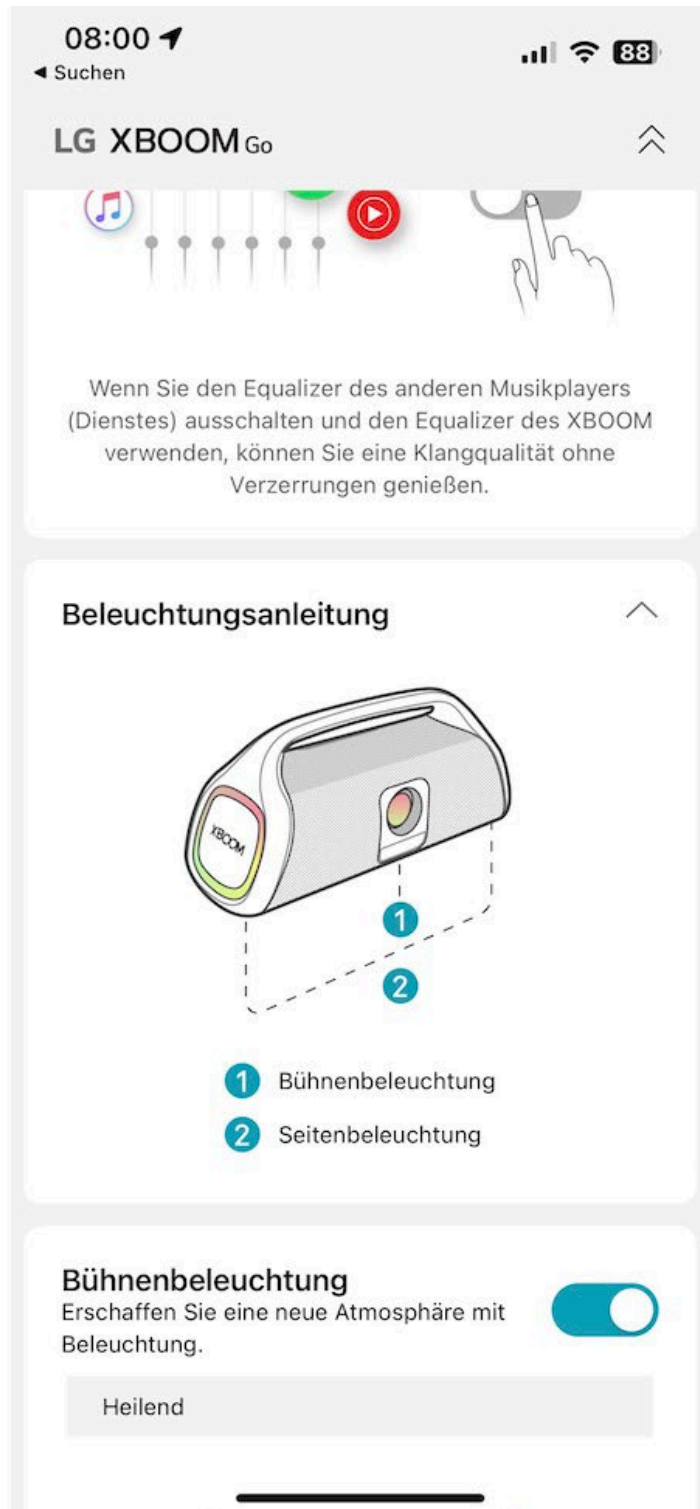 08:00
88
◀ Suchen
LG XBOOM Go
Wenn Sie den Equalizer des anderen Musikplayers
(Dienstes) ausschalten und den Equalizer des XBOOM
verwenden, können Sie eine Klangqualität ohne
Verzerrungen genießen.
Beleuchtungsanleitung
XBOOM
1
2
1 Bühnenbeleuchtung
2 Seitenbeleuchtung
Bühnenbeleuchtung
Erschaffen Sie eine neue Atmosphäre mit
Beleuchtung.
Heilend